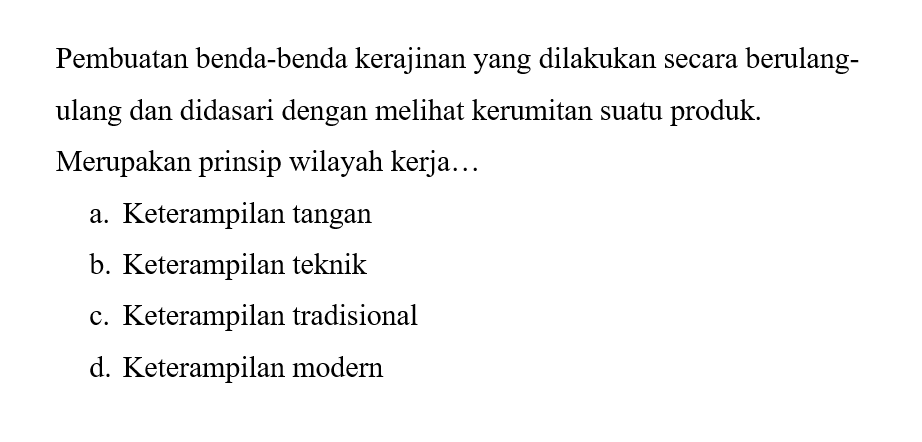 Pembuatan benda-benda kerajinan yang dilakukan secara berulang-
ulang dan didasari dengan melihat kerumitan suatu produk.
Merupakan prinsip wilayah kerja…
a. Keterampilan tangan
b. Keterampilan teknik
c. Keterampilan tradisional
d. Keterampilan modern